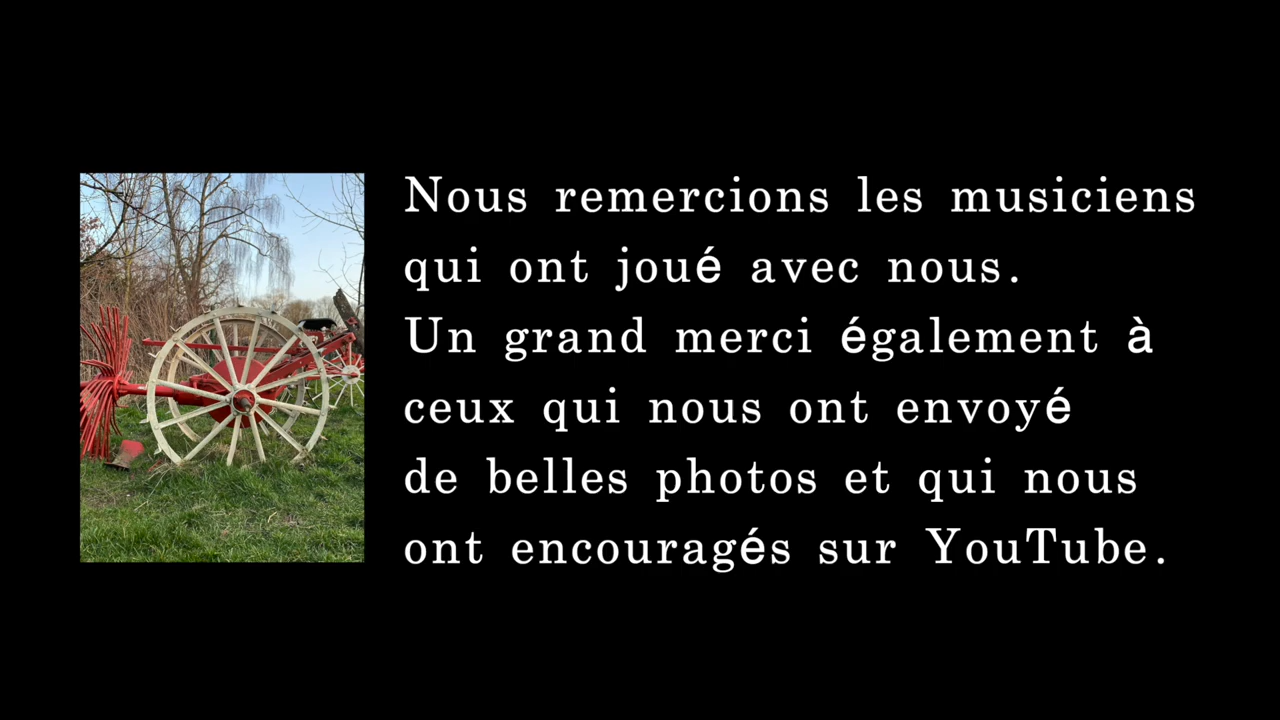 Nous remercions les musiciens
qui ont joué avec nous.
Un grand merci également à
ceux qui nous ont envoyé
de belles photos et qui nous
ont encouragés sur YouTube.